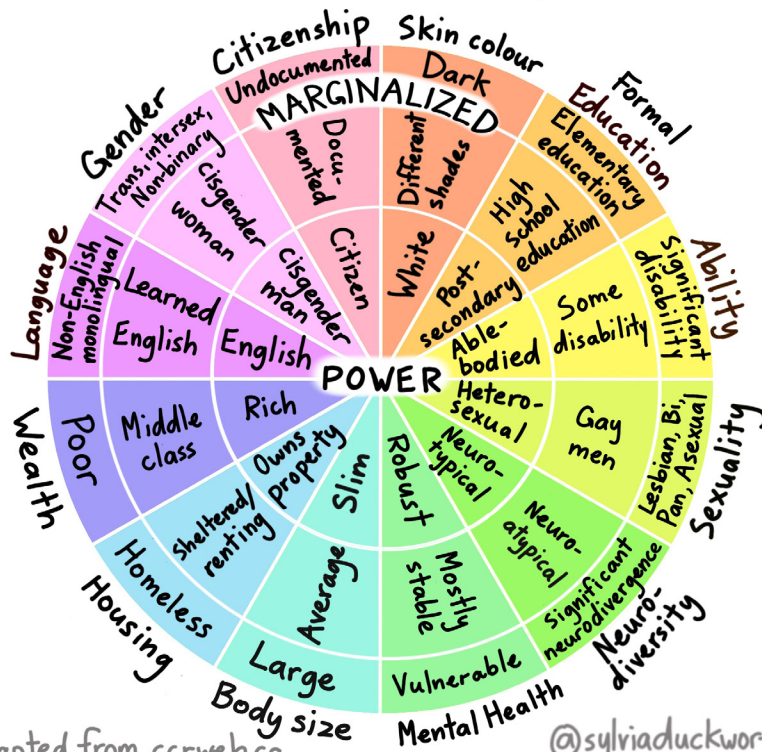 Citizenship
Undocumented
Docu-
mented
Citizen
Skin colour
Dark
Different
shades
White
Formal
Education
Elementary
education
High
school
education
Post-
secondary
Ability
Significant
disability
Some
disability
Able-
bodied
Sexuality
Lesbian, Bi,
Pan, Asexual
Gay
men
Hetero-
sexual
Neuro-
diversity
Significant
neurodivergence
Neuro-
atypical
Neuro-
typical
Mental Health
Vulnerable
Mostly
stable
Robust
Body size
Large
Average
Slim
Housing
Homeless
Sheltered/
renting
Owns
property
Wealth
Poor
Middle
class
Rich
Language
Non-English
monolingual
Learned
English
English
Gender
Trans, intersex,
Non-binary
cisgender
woman
cisgender
man
MARGINALIZED
POWER
from ccrweb.ca
@sylviaduckwor